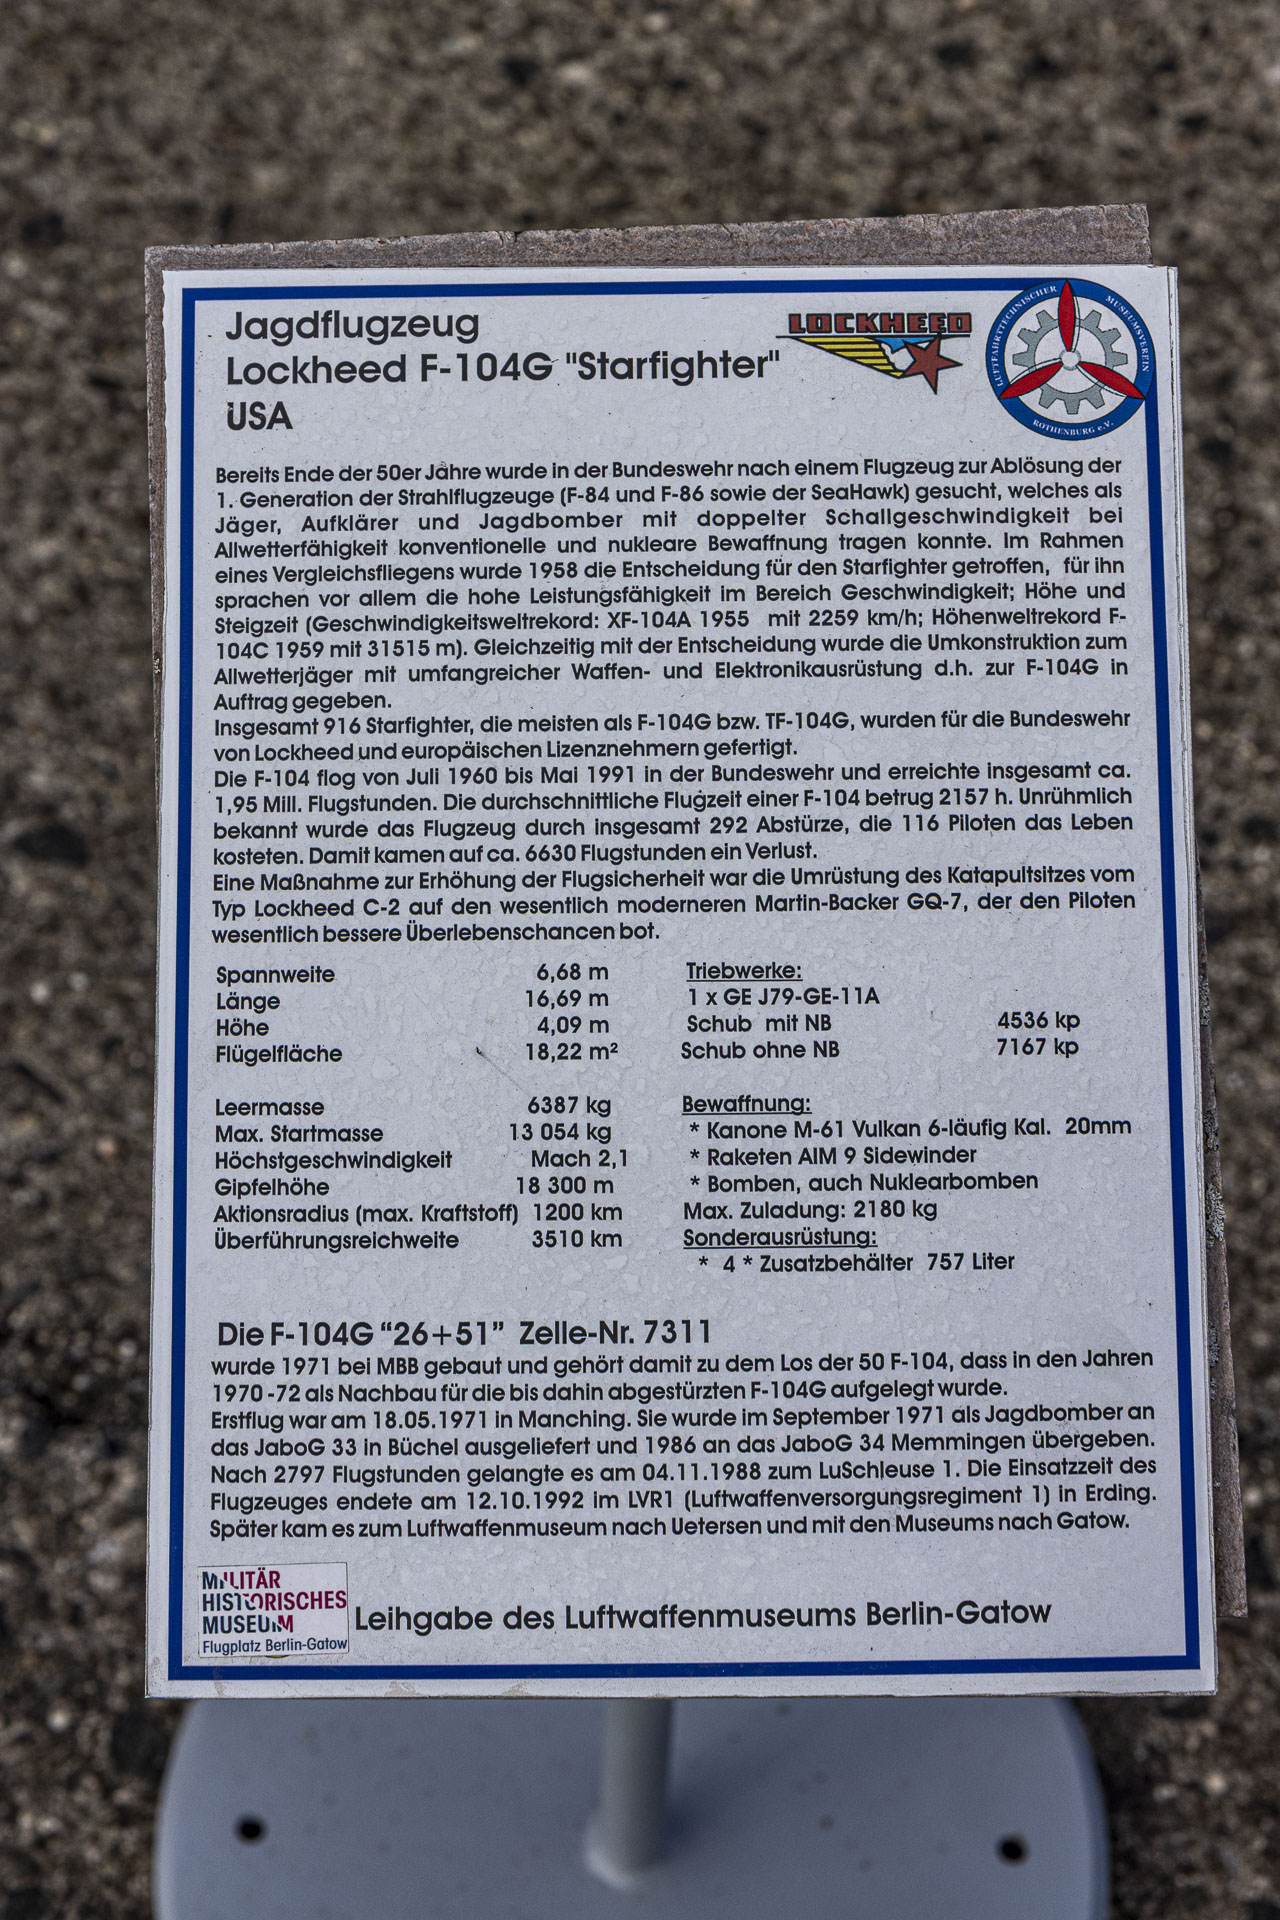 Jagdflugzeug
Lockheed F-104G "Starfighter"
USA
LOCKHEED
LUFTFAHRTTECHNISCHER MUSEUMSVEREIN
ROTHENBURG e.V.
Bereits Ende der 50er Jahre wurde in der Bundeswehr nach einem Flugzeug zur Ablösung der
1. Generation der Strahlflugzeuge (F-84 und F-86 sowie der SeaHawk) gesucht, welches als
Jäger, Aufklärer und Jagdbomber mit doppelter Schallgeschwindigkeit bei
Allwetterfähigkeit konventionelle und nukleare Bewaffnung tragen konnte. Im Rahmen
eines Vergleichsfliegens wurde 1958 die Entscheidung für den Starfighter getroffen, für ihn
sprachen vor allem die hohe Leistungsfähigkeit im Bereich Geschwindigkeit; Höhe und
Steigzeit (Geschwindigkeitsweltrekord: XF-104A 1955 mit 2259 km/h; Höhenweltrekord F-
104C 1959 mit 31515 m). Gleichzeitig mit der Entscheidung wurde die Umkonstruktion zum
Allwetterjäger mit umfangreicher Waffen- und Elektronikausrüstung d.h. zur F-104G in
Auftrag gegeben.
Insgesamt 916 Starfighter, die meisten als F-104G bzw. TF-104G, wurden für die Bundeswehr
von Lockheed und europäischen Lizenznehmern gefertigt.
Die F-104 flog von Juli 1960 bis Mai 1991 in der Bundeswehr und erreichte insgesamt ca.
1,95 Mill. Flugstunden. Die durchschnittliche Flugzeit einer F-104 betrug 2157 h. Unrühmlich
bekannt wurde das Flugzeug durch insgesamt 292 Abstürze, die 116 Piloten das Leben
kosteten. Damit kamen auf ca. 6630 Flugstunden ein Verlust.
Eine Maßnahme zur Erhöhung der Flugsicherheit war die Umrüstung des Katapultsitzes vom
Typ Lockheed C-2 auf den wesentlich moderneren Martin-Backer GQ-7, der den Piloten
wesentlich bessere Überlebenschancen bot.
Spannweite 6,68 m
Länge 16,69 m
Höhe 4,09 m
Flügelfläche 18,22 m²
Leermasse 6387 kg
Max. Startmasse 13 054 kg
Höchstgeschwindigkeit Mach 2,1
Gipfelhöhe 18 300 m
Aktionsradius (max. Kraftstoff) 1200 km
Überführungsreichweite 3510 km
Triebwerke:
1 x GE J79-GE-11A
Schub mit NB 4536 kp
Schub ohne NB 7167 kp
Bewaffnung:
* Kanone M-61 Vulkan 6-läufig Kal. 20mm
* Raketen AIM 9 Sidewinder
* Bomben, auch Nuklearbomben
Max. Zuladung: 2180 kg
Sonderausrüstung:
* 4 * Zusatzbehälter 757 Liter
Die F-104G “26+51” Zelle-Nr. 7311
wurde 1971 bei MBB gebaut und gehört damit zu dem Los der 50 F-104, dass in den Jahren
1970 -72 als Nachbau für die bis dahin abgestürzten F-104G aufgelegt wurde.
Erstflug war am 18.05.1971 in Manching. Sie wurde im September 1971 als Jagdbomber an
das JaboG 33 in Büchel ausgeliefert und 1986 an das JaboG 34 Memmingen übergeben.
Nach 2797 Flugstunden gelangte es am 04.11.1988 zum LuSchleuse 1. Die Einsatzzeit des
Flugzeuges endete am 12.10.1992 im LVR1 (Luftwaffenversorgungsregiment 1) in Erding.
Später kam es zum Luftwaffenmuseum nach Uetersen und mit den Museums nach Gatow.
MILITÄR
HISTORISCHES
MUSEUM
Flugplatz Berlin-Gatow
Leihgabe des Luftwaffenmuseums Berlin-Gatow